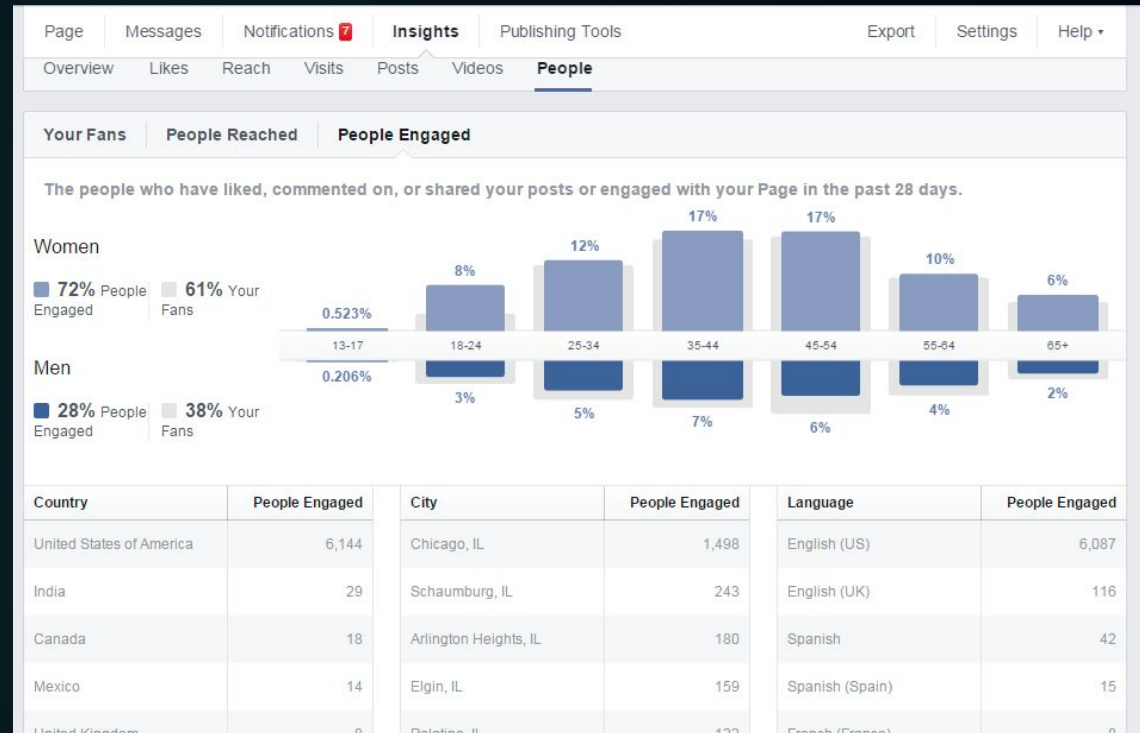 Page Messages Notifications 7 Insights Publishing Tools Export Settings Help
Overview Likes Reach Visits Posts Videos People
Your Fans People Reached People Engaged
The people who have liked, commented on, or shared your posts or engaged with your Page in the past 28 days.
Women
72% People Engaged
61% Your Fans
Men
28% People Engaged
38% Your Fans
0.523% 8% 12% 17% 17% 10% 6%
13-17 18-24 25-34 35-44 45-54 55-64 65+
0.206% 3% 5% 7% 6% 4% 2%
Country People Engaged City People Engaged Language People Engaged
United States of America 6,144 Chicago, IL 1,498 English (US) 6,087
India 29 Schaumburg, IL 243 English (UK) 116
Canada 18 Arlington Heights, IL 180 Spanish 42
Mexico 14 Elgin, IL 159 Spanish (Spain) 15
United Kingdom Palatine, IL French (France)